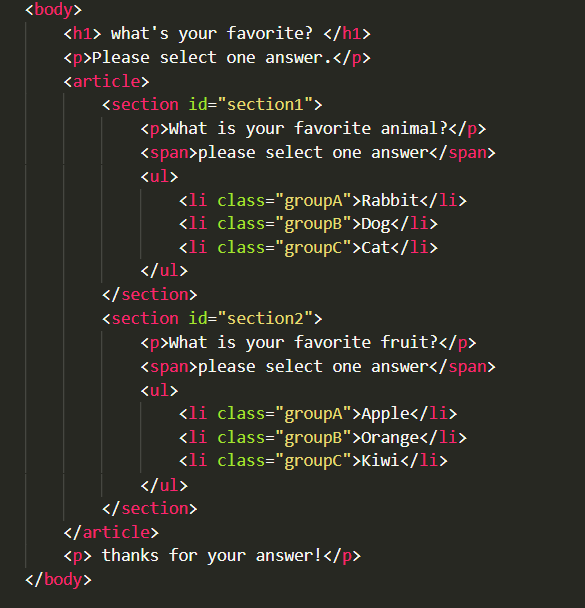 <body>
<h1> what's your favorite? </h1>
<p>Please select one answer.</p>
<article>
<section id="section1">
<p>What is your favorite animal?</p>
<span>please select one answer</span>
<ul>
<li class="groupA">Rabbit</li>
<li class="groupB">Dog</li>
<li class="groupC">Cat</li>
</ul>
</section>
<section id="section2">
<p>What is your favorite fruit?</p>
<span>please select one answer</span>
<ul>
<li class="groupA">Apple</li>
<li class="groupB">Orange</li>
<li class="groupC">Kiwi</li>
</ul>
</section>
</article>
<p> thanks for your answer!</p>
</body>